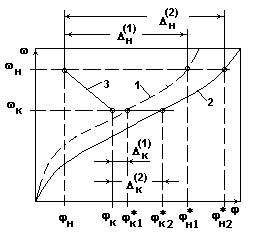 Δн(2)
Δн(1)
ω
ωн
1
3
2
ωк
Δк(1)
Δк(2)
φн φк φ*к1 φ*к2 φ*н1 φ*н2 φ